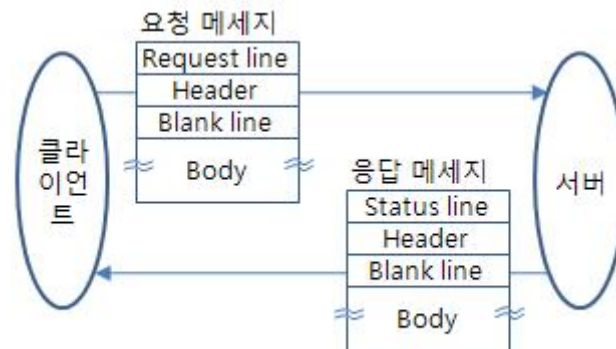 요청 메세지
Request line
Header
Blank line
Body
클라
이언
트
서버
응답 메세지
Status line
Header
Blank line
Body